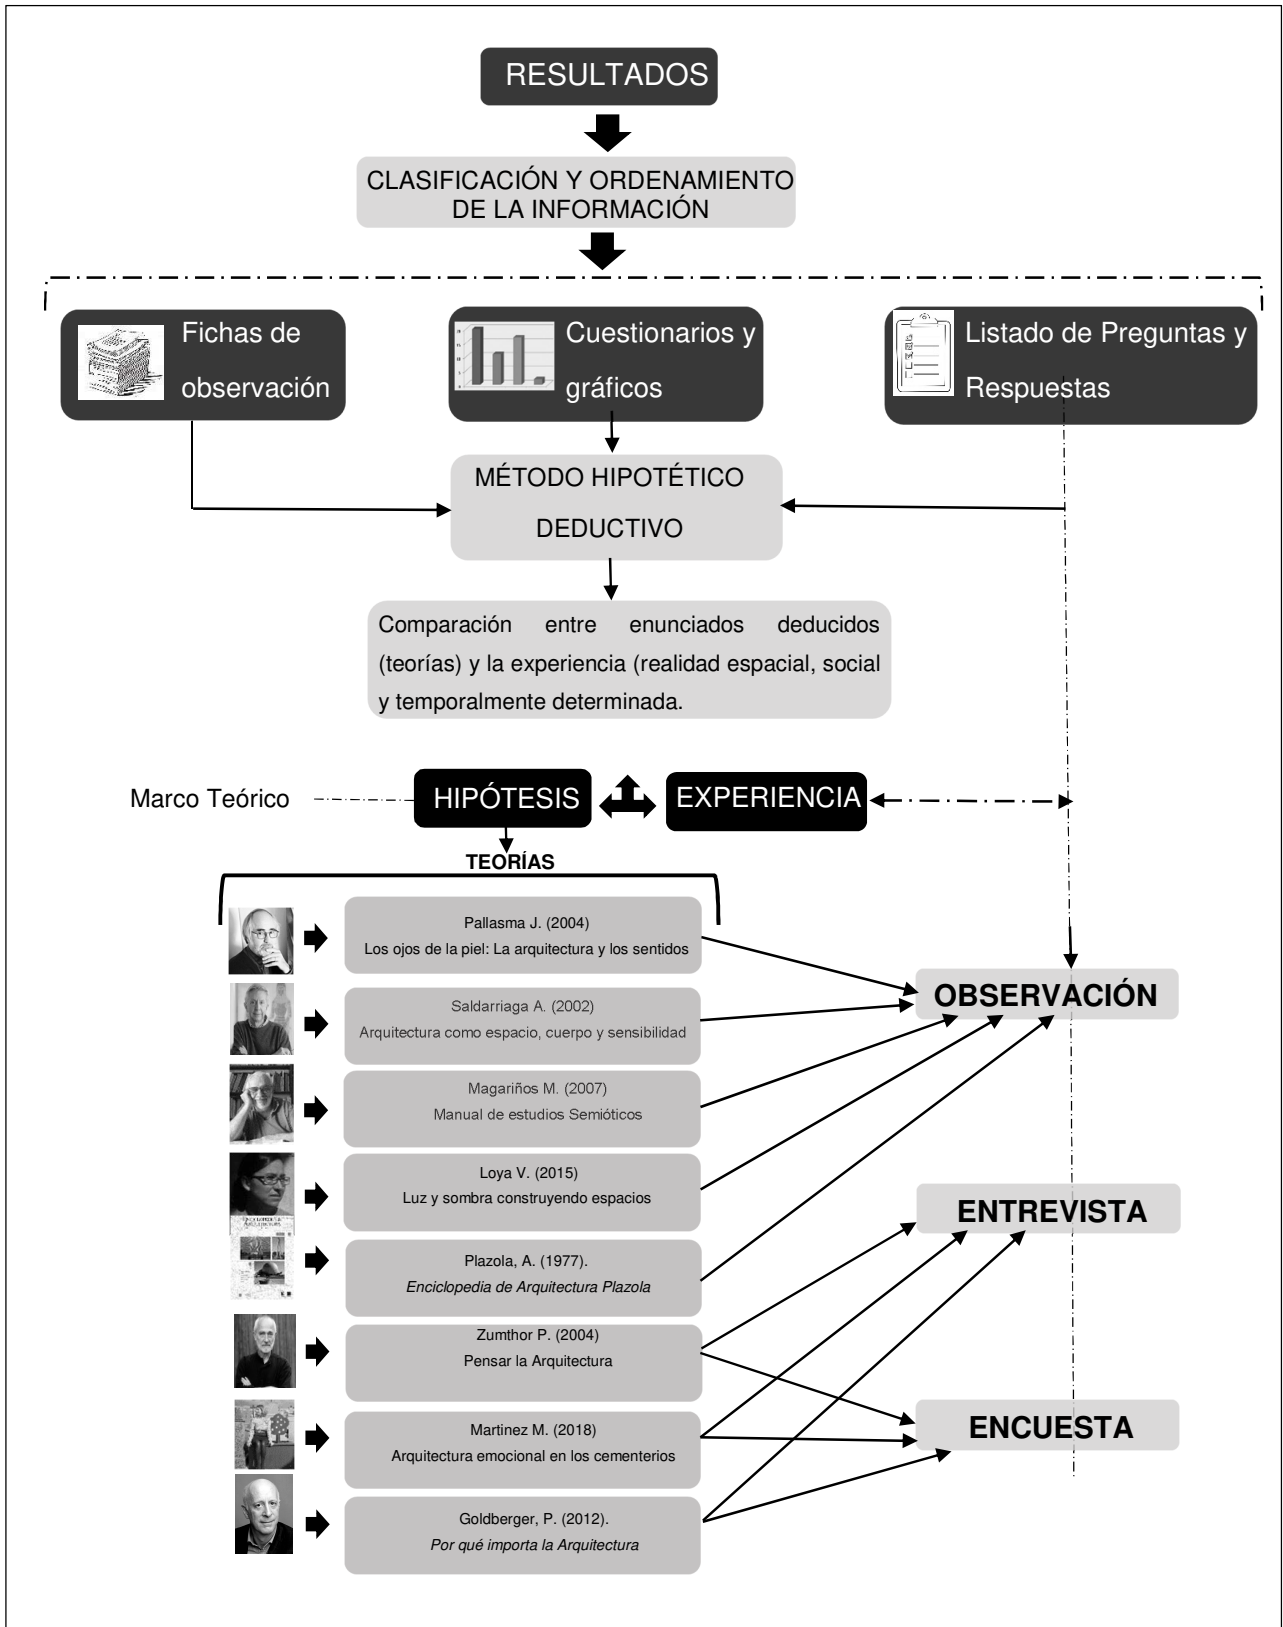 RESULTADOS
CLASIFICACIÓN Y ORDENAMIENTO
DE LA INFORMACIÓN
Fichas de
observación
Cuestionarios y
gráficos
Listado de Preguntas y
Respuestas
MÉTODO HIPOTÉTICO
DEDUCTIVO
Comparación entre enunciados deducidos
(teorías) y la experiencia (realidad espacial, social
y temporalmente determinada.
Marco Teórico
HIPÓTESIS
EXPERIENCIA
TEORÍAS
Pallasma J. (2004)
Los ojos de la piel: La arquitectura y los sentidos
Saldarriaga A. (2002)
Arquitectura como espacio, cuerpo y sensibilidad
Magariños M. (2007)
Manual de estudios Semióticos
Loya V. (2015)
Luz y sombra construyendo espacios
Plazola, A. (1977).
Enciclopedia de Arquitectura Plazola
Zumthor P. (2004)
Pensar la Arquitectura
Martinez M. (2018)
Arquitectura emocional en los cementerios
Goldberger, P. (2012).
Por qué importa la Arquitectura
OBSERVACIÓN
ENTREVISTA
ENCUESTA